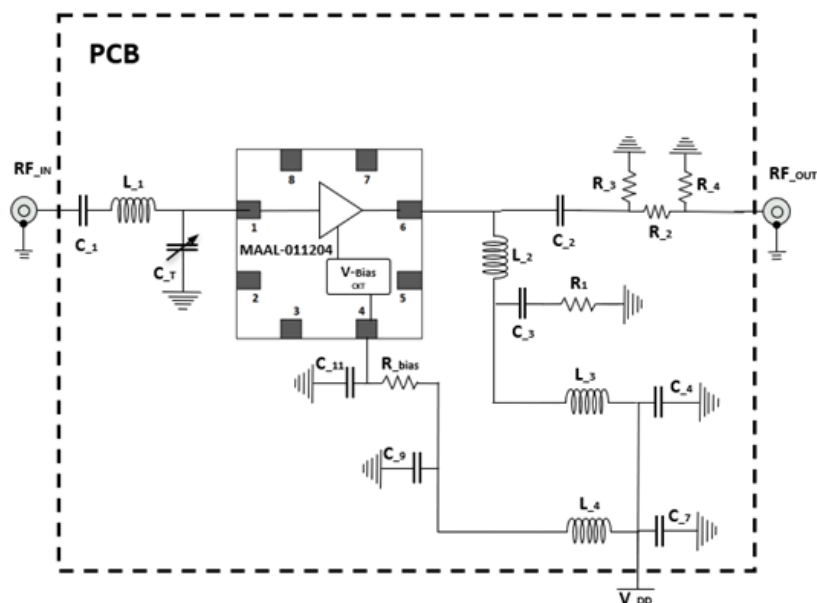 PCB
RF_IN
C_1
L_1
C_T
8
7
1
6
MAAL-011204
V-Bias
CKT
2
3
4
5
R_3
R_4
RF_OUT
C_2
R_2
L_2
C_3
R1
C_11
R_bias
L_3
C_4
C_9
L_4
C_7
V_DD